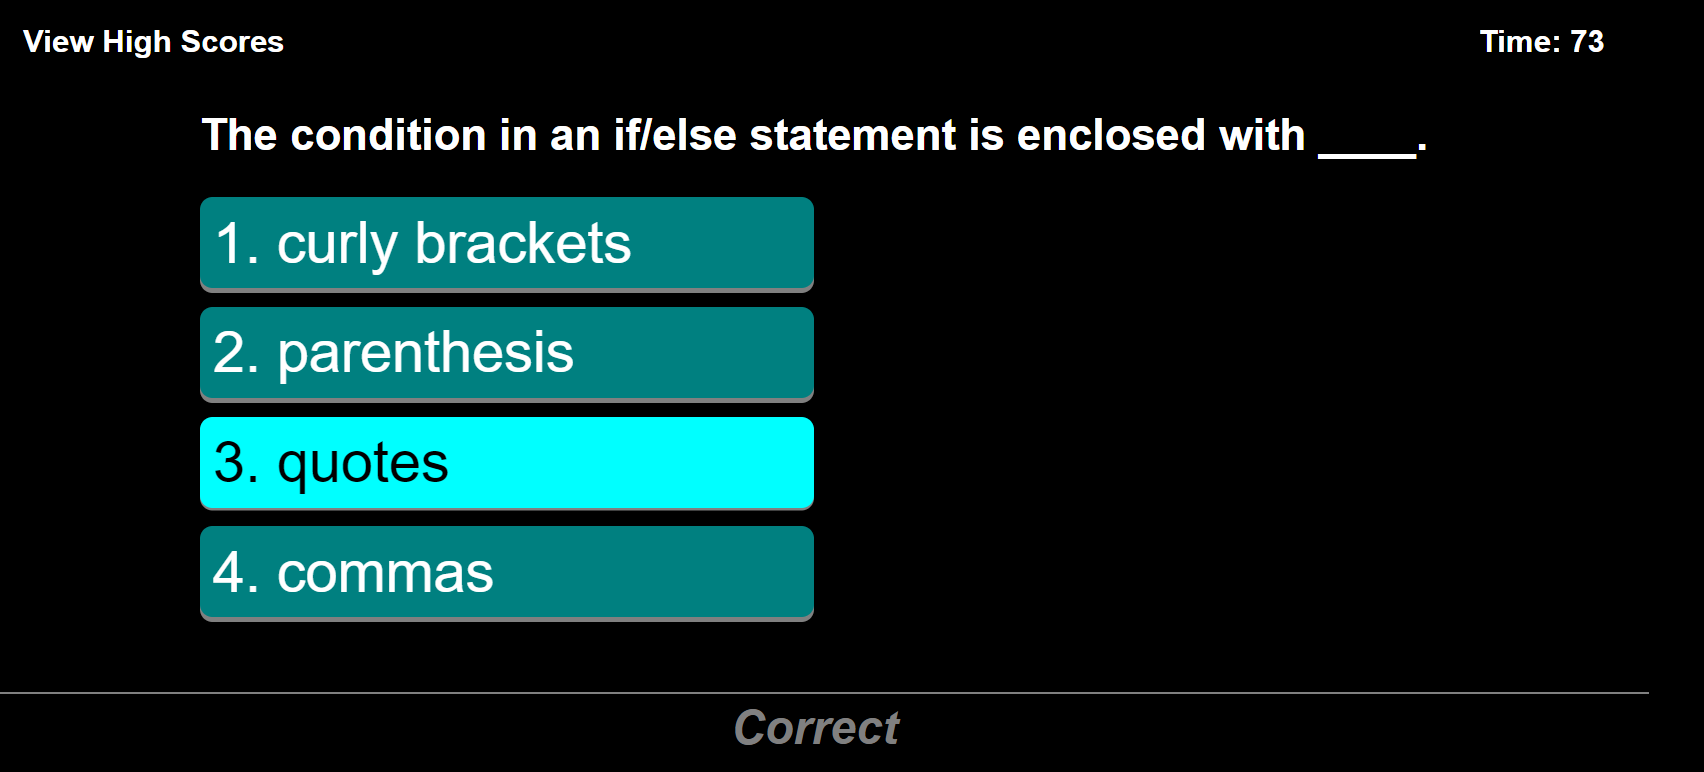 View High Scores
Time: 73
The condition in an if/else statement is enclosed with ____.
1. curly brackets
2. parenthesis
3. quotes
4. commas
Correct